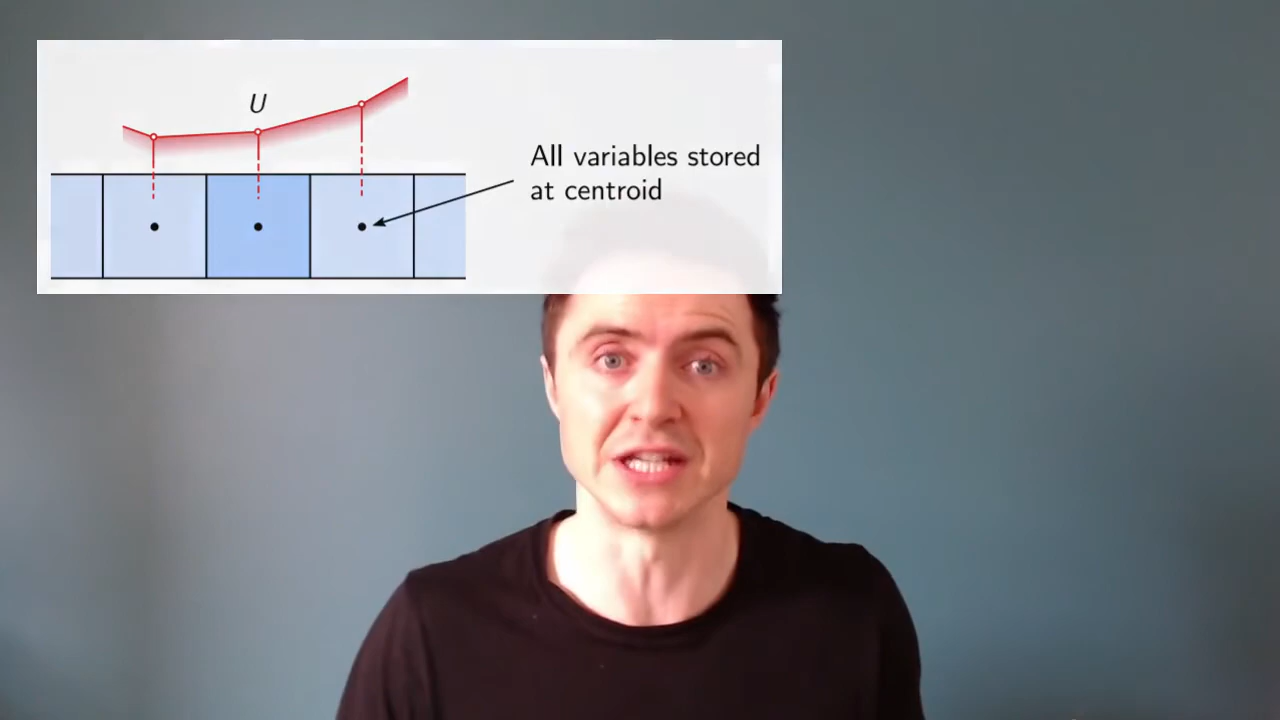 U
All variables stored
at centroid